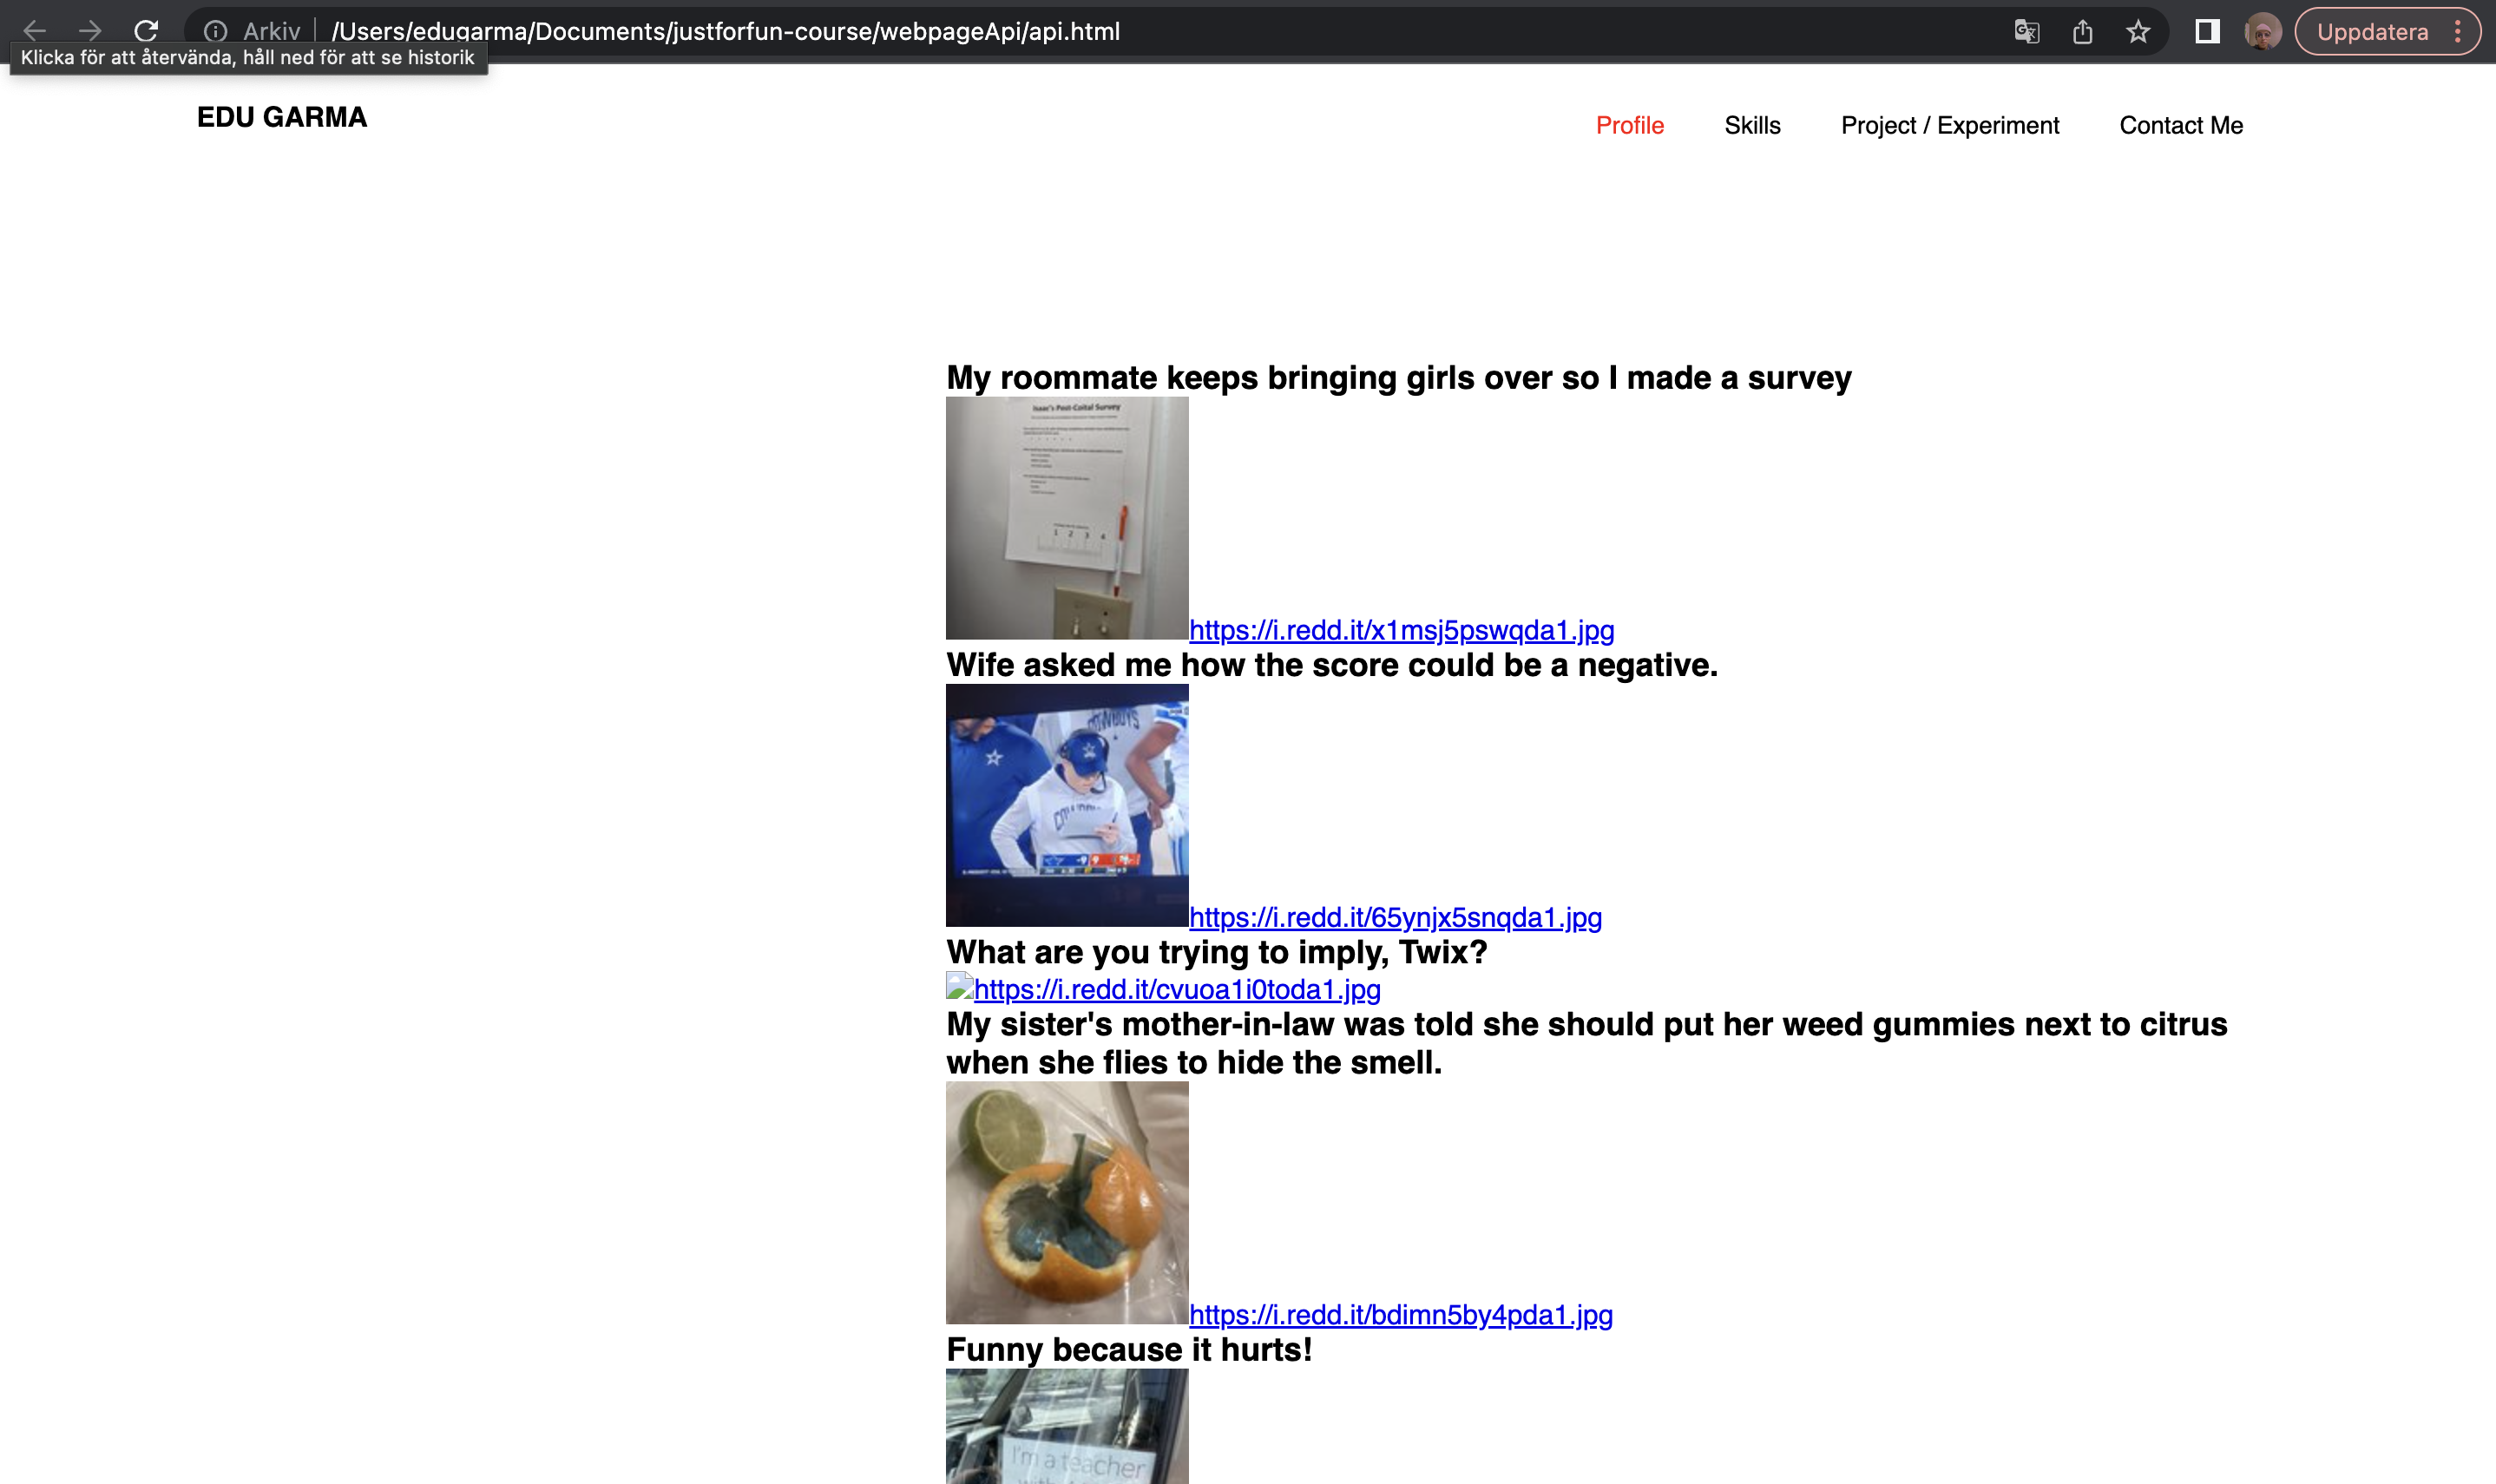 Arkiv
/Users/edugarma/Documents/justforfun-course/webpageApi/api.html
Uppdatera
Klicka för att återvända, håll ned för att se historik
EDU GARMA
Profile
Skills
Project / Experiment
Contact Me
My roommate keeps bringing girls over so I made a survey
Isaac's Post-Coital Survey
1 2 3 4
https://i.redd.it/x1msj5pswqda1.jpg
Wife asked me how the score could be a negative.
COWBOYS
https://i.redd.it/65ynjx5snqda1.jpg
What are you trying to imply, Twix?
https://i.redd.it/cvuoa1i0toda1.jpg
My sister's mother-in-law was told she should put her weed gummies next to citrus
when she flies to hide the smell.
https://i.redd.it/bdimn5by4pda1.jpg
Funny because it hurts!
I'm a teacher